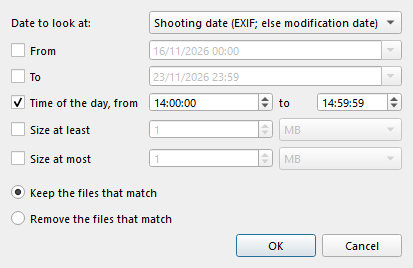 Date to look at: Shooting date (EXIF; else modification date)
From 16/11/2026 00:00
To 23/11/2026 23:59
Time of the day, from 14:00:00 to 14:59:59
Size at least 1 MB
Size at most 1 MB
Keep the files that match
Remove the files that match
OK Cancel